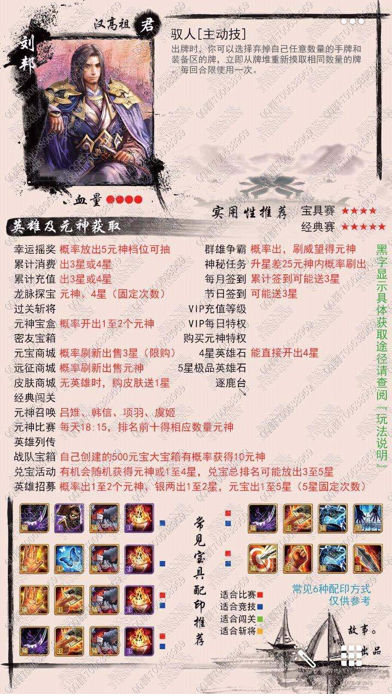 刘邦
汉高祖 君
驭人[主动技]
出牌时，你可以选择弃掉自己任意数量的手牌和
装备区的牌，立即从牌堆重新摸取相同数量的牌
。每回合限使用一次。
血量
实用性推荐 宝具赛 ★★★★
经典赛 ★★★★★
英雄及元神获取
幸运摇奖 概率放出5元神档位可抽
累计消费 出3星或4星
累计充值 出3星或4星
龙脉探宝 元神、4星（固定次数）
过关斩将
元神宝盒 概率开出1至2个元神
密友宝箱
元宝商城 概率刷新出售3星（限购）
远征商城 概率刷新出售元神
皮肤商城 无英雄时，购皮肤送1星
经典闯关
元神召唤 吕雉、韩信、项羽、虞姬
元神比赛 每天18:15，排名前十得相应数量元神
英雄列传
战队宝箱 自己创建的500元宝大宝箱有概率获得10元神
兑宝活动 有机会随机获得元神或1至4星，兑宝总排名可能放出3至5星
英雄招募 概率出1至2个元神、银两出1至2星，元宝出1至5星（5星固定次数）
群雄争霸 概率出，刷威望得元神
神秘任务 升星差25元神内概率刷出
每月签到 累计签到可能送3星
节日签到 可能送3星
VIP充值等级
VIP每日特权
购买元神特权
4星英雄石 能直接开出4星
5星极品英雄石
逐鹿台
黑字显示具体获取途径请查阅『玩法说明』
常见宝具配印推荐
适合比赛
适合竞技
适合闯关
适合斩将
常见6种配印方式
仅供参考
故事。
出品